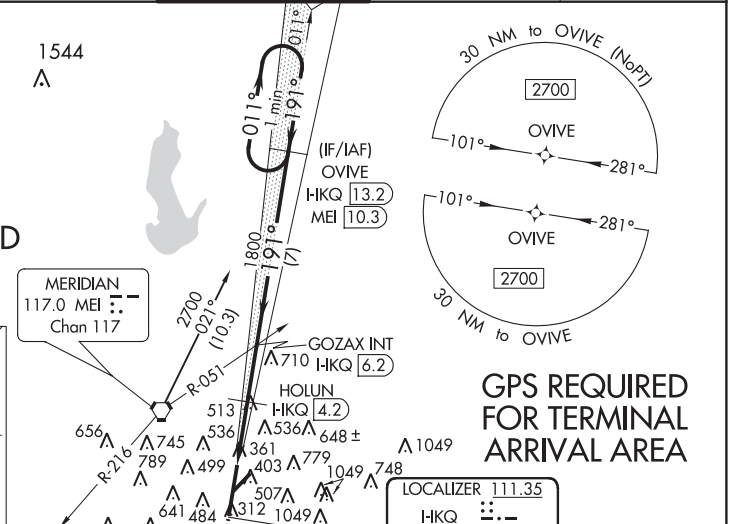 1544
011°
30 NM to OVIVE (NoPT)
2700
OVIVE
101°
281°
011°
1 min
191°
(IF/IAF)
OVIVE
I-IKQ 13.2
MEI 10.3
101°
281°
OVIVE
2700
30 NM to OVIVE
D
1800
191°
(7)
MERIDIAN
117.0 MEI
Chan 117
2700
021°
(10.3)
R-051
GOZAX INT
I-IKQ 6.2
710
HOLUN
I-IKQ 4.2
513
GPS REQUIRED
FOR TERMINAL
ARRIVAL AREA
656
745
536
536
648 ±
361
1049
R-216
789
499
403
779
1049
748
641
484
312
507
1049
LOCALIZER 111.35
I-IKQ